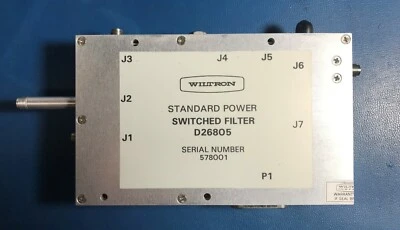 J3 J4 J5 J6
WILTRON
J2
STANDARD POWER
SWITCHED FILTER
D26805
J1 J7
SERIAL NUMBER
578001
P1